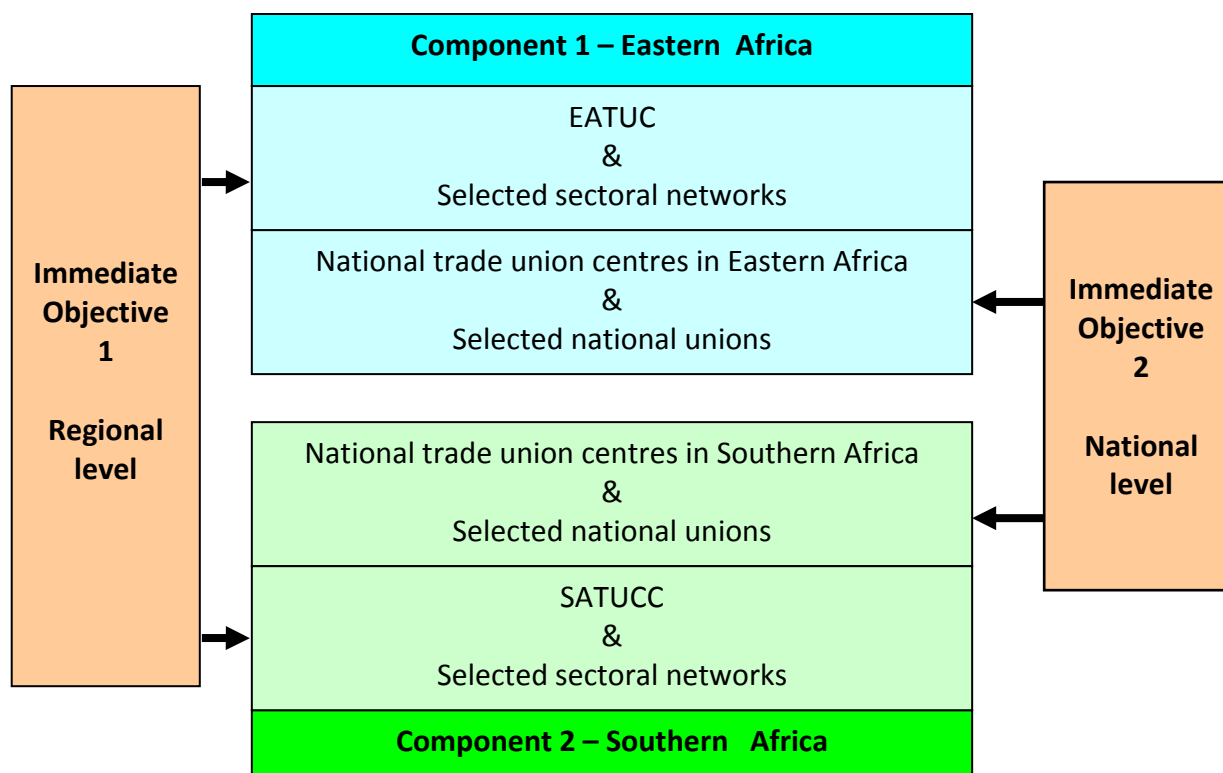 Component 1 – Eastern Africa
EATUC
&
Selected sectoral networks
National trade union centres in Eastern Africa
&
Selected national unions
Immediate
Objective
1
Regional
level
Immediate
Objective
2
National
level
National trade union centres in Southern Africa
&
Selected national unions
SATUCC
&
Selected sectoral networks
Component 2 – Southern Africa